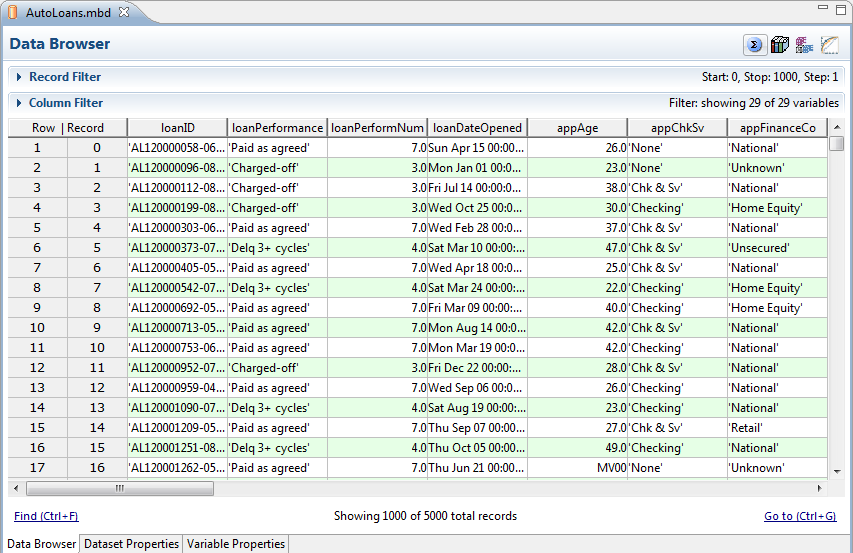 AutoLoans.mbd
Data Browser
Record Filter Start: 0, Stop: 1000, Step: 1
Column Filter Filter: showing 29 of 29 variables
Row | Record loanID loanPerformance loanPerformNum loanDateOpened appAge appChkSv appFinanceCo
1 0 'AL120000058-06... 'Paid as agreed' 7.0 Sun Apr 15 00:00... 26.0 'None' 'National'
2 1 'AL120000096-08... 'Charged-off' 3.0 Mon Jan 01 00:00... 23.0 'None' 'Unknown'
3 2 'AL120000112-08... 'Charged-off' 3.0 Fri Jul 14 00:00:... 38.0 'Chk & Sv' 'National'
4 3 'AL120000199-08... 'Charged-off' 3.0 Wed Oct 25 00:00... 30.0 'Checking' 'Home Equity'
5 4 'AL120000303-06... 'Paid as agreed' 7.0 Wed Feb 28 00:00... 37.0 'Chk & Sv' 'National'
6 5 'AL120000373-07... 'Delq 3+ cycles' 4.0 Sat Mar 10 00:00:... 47.0 'Chk & Sv' 'Unsecured'
7 6 'AL120000405-05... 'Paid as agreed' 7.0 Wed Apr 18 00:00... 25.0 'Chk & Sv' 'National'
8 7 'AL120000542-07... 'Delq 3+ cycles' 4.0 Sat Mar 24 00:00:... 22.0 'Checking' 'Home Equity'
9 8 'AL120000692-05... 'Paid as agreed' 7.0 Fri Mar 09 00:00:... 40.0 'Checking' 'Home Equity'
10 9 'AL120000713-05... 'Paid as agreed' 7.0 Mon Aug 14 00:00... 42.0 'Chk & Sv' 'National'
11 10 'AL120000753-06... 'Paid as agreed' 7.0 Mon Mar 19 00:00... 42.0 'Checking' 'National'
12 11 'AL120000952-07... 'Charged-off' 3.0 Fri Dec 22 00:00:... 28.0 'Chk & Sv' 'National'
13 12 'AL120000959-04... 'Paid as agreed' 7.0 Wed Sep 06 00:00... 26.0 'Checking' 'National'
14 13 'AL120001090-07... 'Delq 3+ cycles' 4.0 Sat Aug 19 00:00:... 23.0 'Checking' 'National'
15 14 'AL120001209-05... 'Paid as agreed' 7.0 Thu Sep 07 00:00... 27.0 'Chk & Sv' 'Retail'
16 15 'AL120001251-08... 'Delq 3+ cycles' 4.0 Thu Oct 05 00:00:... 49.0 'Checking' 'National'
17 16 'AL120001262-05... 'Paid as agreed' 7.0 Thu Jun 21 00:00... MV00 'None' 'Unknown'
Find (Ctrl+F) Showing 1000 of 5000 total records Go to (Ctrl+G)
Data Browser Dataset Properties Variable Properties